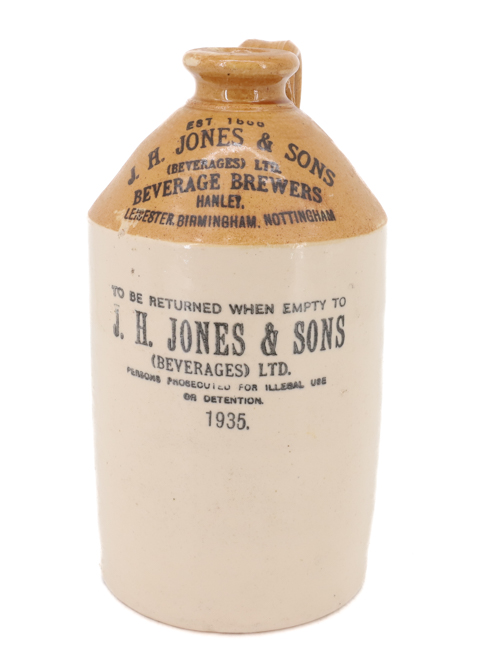 EST
J. H. JONES & SONS
(BEVERAGES) LTD.
BEVERAGE BREWERS
HANLEY,
LEICESTER, BIRMINGHAM, NOTTINGHAM
TO BE RETURNED WHEN EMPTY TO
J. H. JONES & SONS
(BEVERAGES) LTD.
PERSONS PROSECUTED FOR ILLEGAL USE
OR DETENTION.
1935.